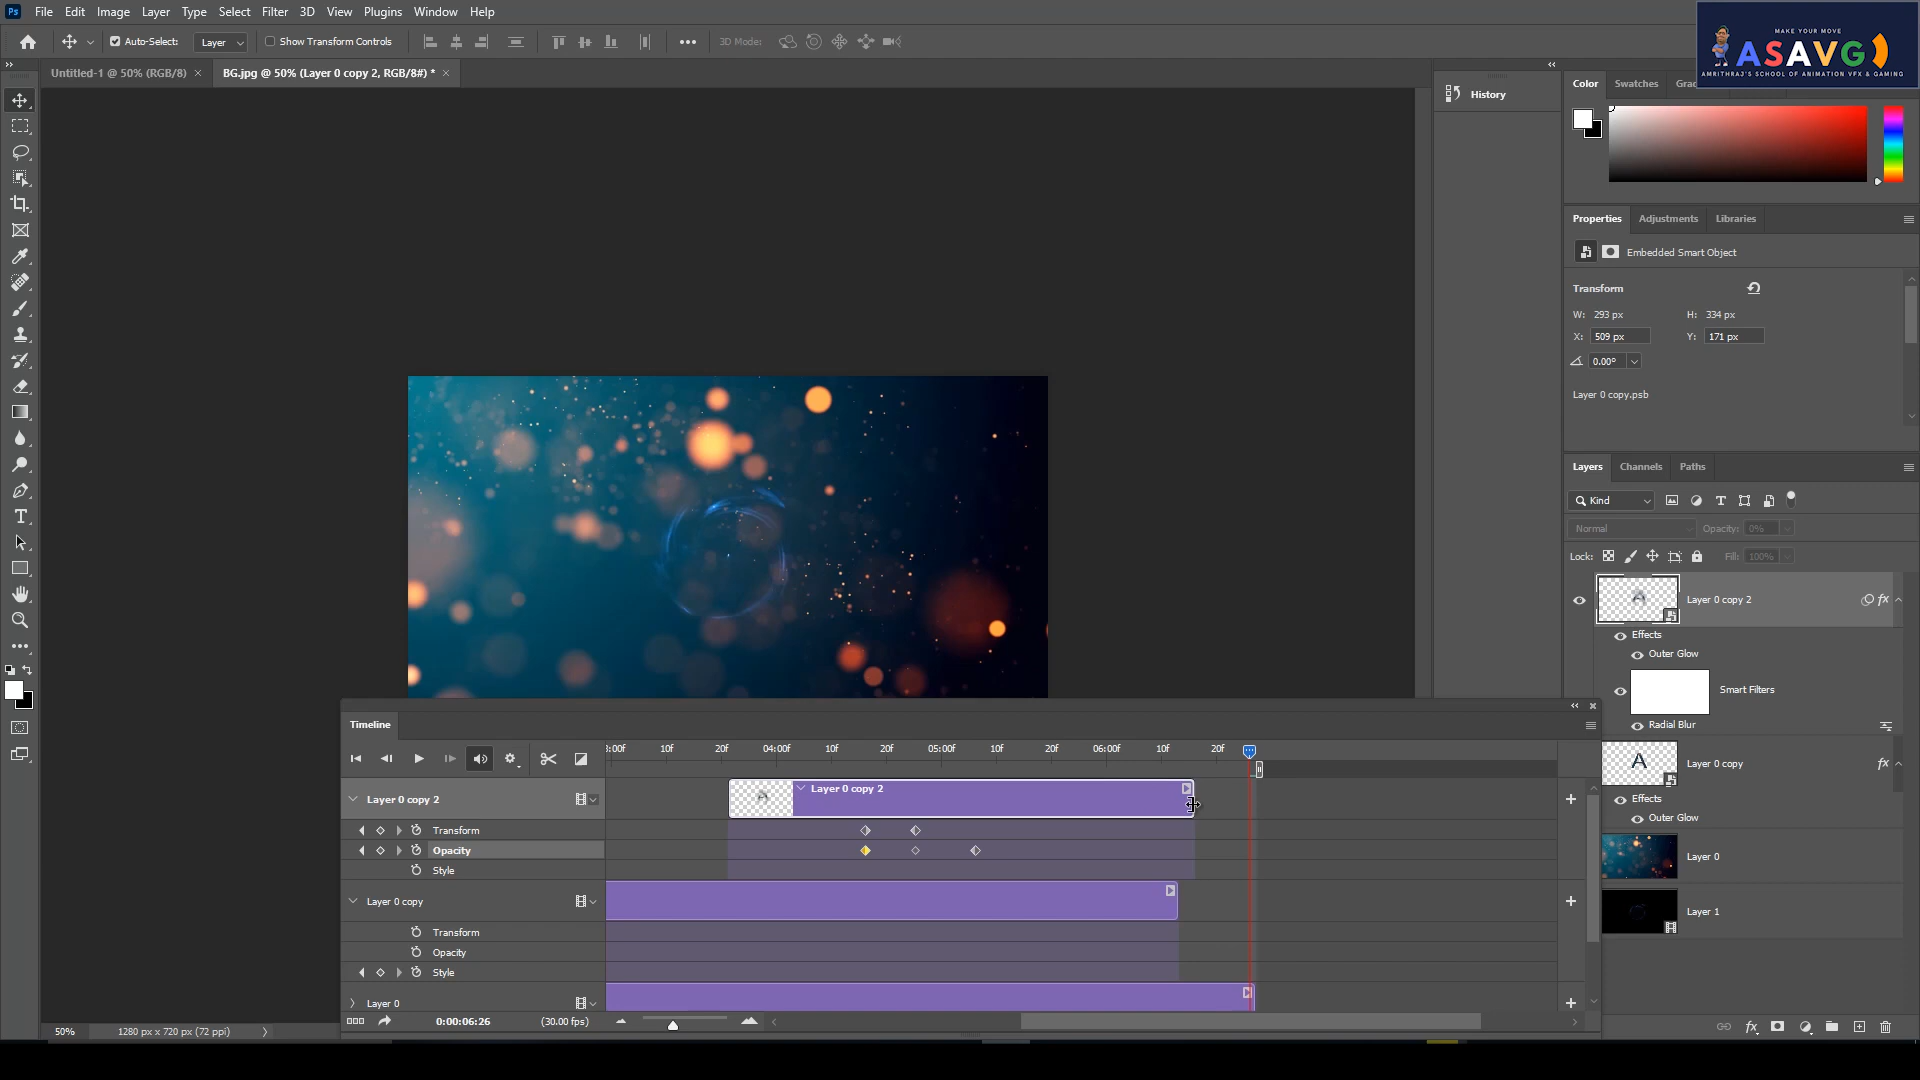 Ps File Edit Image Layer Type Select Filter 3D View Plugins Window Help
Auto-Select: Layer Show Transform Controls 3D Mode:
MAKE YOUR MOVE
ASAVG
AMRITHRAJ'S SCHOOL OF ANIMATION VFX & GAMING
Untitled-1 @ 50% (RGB/8) × BG.jpg @ 50% (Layer 0 copy 2, RGB/8#) * ×
History
Color Swatches Grad
Properties Adjustments Libraries
Embedded Smart Object
Transform
W: 293 px H: 334 px
X: 509 px Y: 171 px
0.00°
Layer 0 copy.psb
Layers Channels Paths
Kind
Normal Opacity: 0%
Lock: Fill: 100%
Layer 0 copy 2 fx
Effects
Outer Glow
Smart Filters
Radial Blur
Layer 0 copy fx
Effects
Outer Glow
Layer 0
Layer 1
fx
Timeline
10f 20f 04:00f 10f 20f 05:00f 10f 20f 06:00f 10f 20f
Layer 0 copy 2 Layer 0 copy 2
Transform
Opacity
Style
Layer 0 copy
Transform
Opacity
Style
Layer 0
0:00:06:26 (30.00 fps)
50% 1280 px x 720 px (72 ppi)